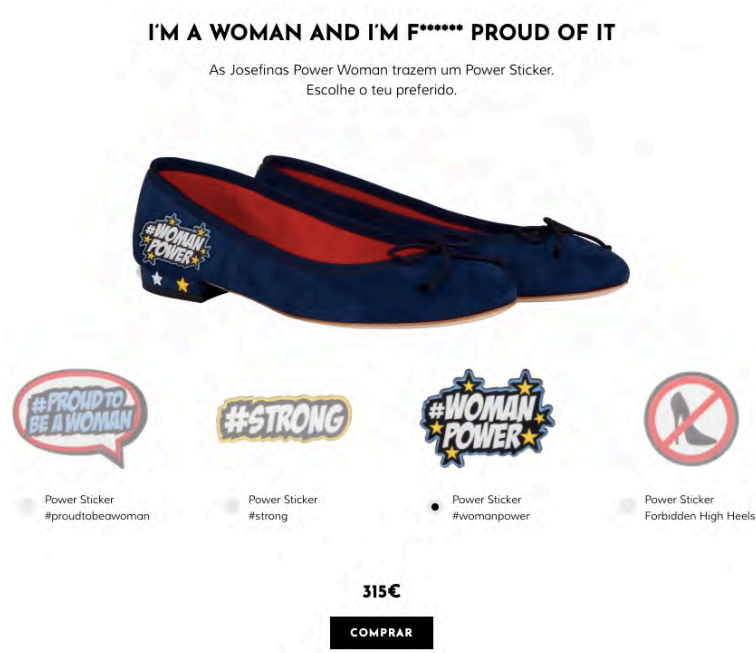 I'M A WOMAN AND I'M F****** PROUD OF IT
As Josefinas Power Woman trazem um Power Sticker.
Escolhe o teu preferido.
#WOMAN
POWER
#PROUD TO
BE A WOMAN
#STRONG
#WOMAN
POWER
Power Sticker
#proudtobeawoman
Power Sticker
#strong
Power Sticker
#womanpower
Power Sticker
Forbidden High Heels
315€
COMPRAR